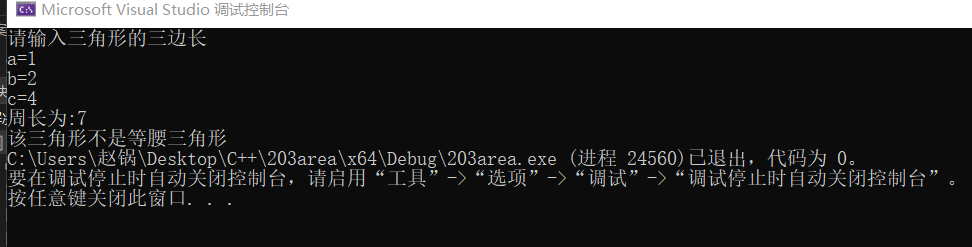 Microsoft Visual Studio 调试控制台
请输入三角形的三边长
a=1
b=2
c=4
周长为:7
该三角形不是等腰三角形
C:\Users\赵锅\Desktop\C++\203area\x64\Debug\203area.exe (进程 24560)已退出，代码为 0。
要在调试停止时自动关闭控制台，请启用“工具”->“选项”->“调试”->“调试停止时自动关闭控制台”。
按任意键关闭此窗口. . .